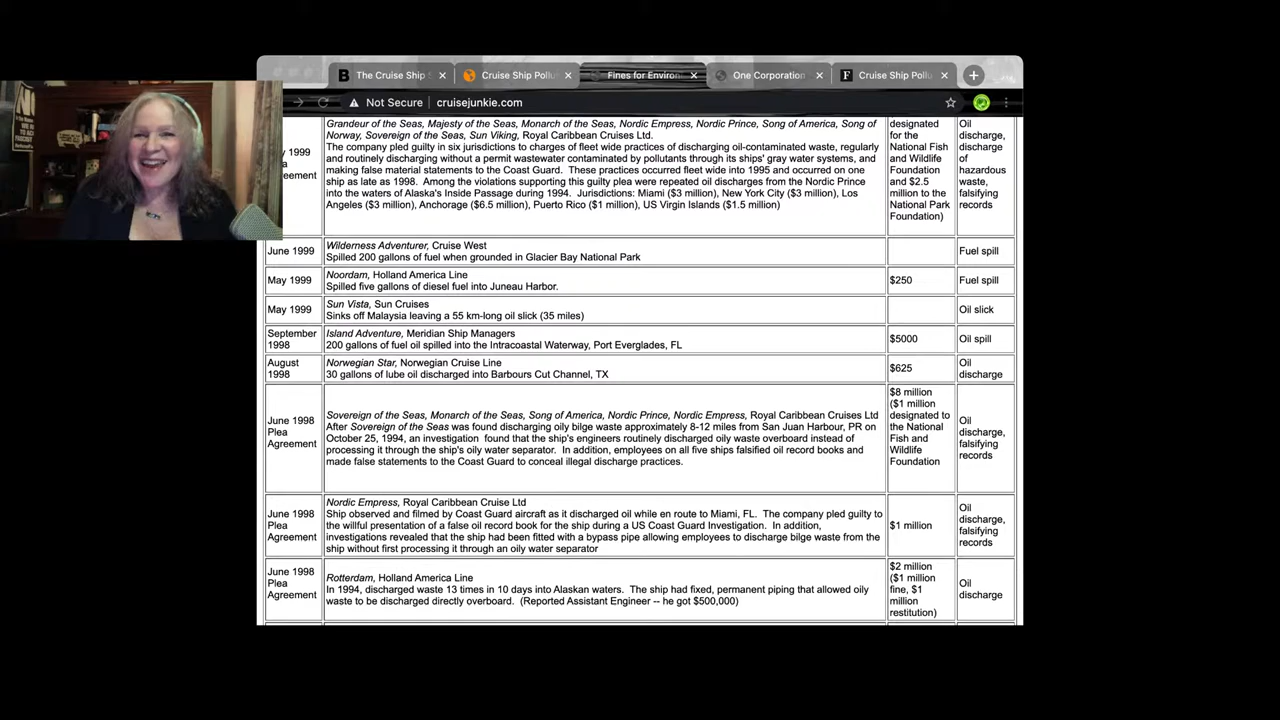 The Cruise Ship
Cruise Ship Pollu
Fines for Environ
One Corporation
Cruise Ship Pollu
Not Secure
cruisejunkie.com
1999
eement
Grandeur of the Seas, Majesty of the Seas, Monarch of the Seas, Nordic Empress, Nordic Prince, Song of America, Song of
Norway, Sovereign of the Seas, Sun Viking, Royal Caribbean Cruises Ltd.
The company pled guilty in six jurisdictions to charges of fleet wide practices of discharging oil-contaminated waste, regularly
and routinely discharging without a permit wastewater contaminated by pollutants through its ships' gray water systems, and
making false material statements to the Coast Guard.  These practices occurred fleet wide into 1995 and occurred on one
ship as late as 1998.  Among the violations supporting this guilty plea were repeated oil discharges from the Nordic Prince
into the waters of Alaska's Inside Passage during 1994.  Jurisdictions: Miami ($3 million), New York City ($3 million), Los
Angeles ($3 million), Anchorage ($6.5 million), Puerto Rico ($1 million), US Virgin Islands ($1.5 million)
designated
for the
National Fish
and Wildlife
Foundation
and $2.5
million to the
National Park
Foundation)
Oil
discharge,
discharge
of
hazardous
waste,
falsifying
records
June 1999
Wilderness Adventurer, Cruise West
Spilled 200 gallons of fuel when grounded in Glacier Bay National Park
Fuel spill
May 1999
Noordam, Holland America Line
Spilled five gallons of diesel fuel into Juneau Harbor.
$250
Fuel spill
May 1999
Sun Vista, Sun Cruises
Sinks off Malaysia leaving a 55 km-long oil slick (35 miles)
Oil slick
September
1998
Island Adventure, Meridian Ship Managers
200 gallons of fuel oil spilled into the Intracoastal Waterway, Port Everglades, FL
$5000
Oil spill
August
1998
Norwegian Star, Norwegian Cruise Line
30 gallons of lube oil discharged into Barbours Cut Channel, TX
$625
Oil
discharge
June 1998
Plea
Agreement
Sovereign of the Seas, Monarch of the Seas, Song of America, Nordic Prince, Nordic Empress, Royal Caribbean Cruises Ltd
After Sovereign of the Seas was found discharging oily bilge waste approximately 8-12 miles from San Juan Harbour, PR on
October 25, 1994, an investigation  found that the ship's engineers routinely discharged oily waste overboard instead of
processing it through the ship's oily water separator.  In addition, employees on all five ships falsified oil record books and
made false statements to the Coast Guard to conceal illegal discharge practices.
$8 million
($1 million
designated to
the National
Fish and
Wildlife
Foundation
Oil
discharge,
falsifying
records
June 1998
Plea
Agreement
Nordic Empress, Royal Caribbean Cruise Ltd
Ship observed and filmed by Coast Guard aircraft as it discharged oil while en route to Miami, FL.  The company pled guilty to
the willful presentation of a false oil record book for the ship during a US Coast Guard Investigation.  In addition,
investigations revealed that the ship had been fitted with a bypass pipe allowing employees to discharge bilge waste from the
ship without first processing it through an oily water separator
$1 million
Oil
discharge,
falsifying
records
June 1998
Plea
Agreement
Rotterdam, Holland America Line
In 1994, discharged waste 13 times in 10 days into Alaskan waters.  The ship had fixed, permanent piping that allowed oily
waste to be discharged directly overboard.  (Reported Assistant Engineer -- he got $500,000)
$2 million
($1 million
fine, $1
million
restitution)
Oil
discharge